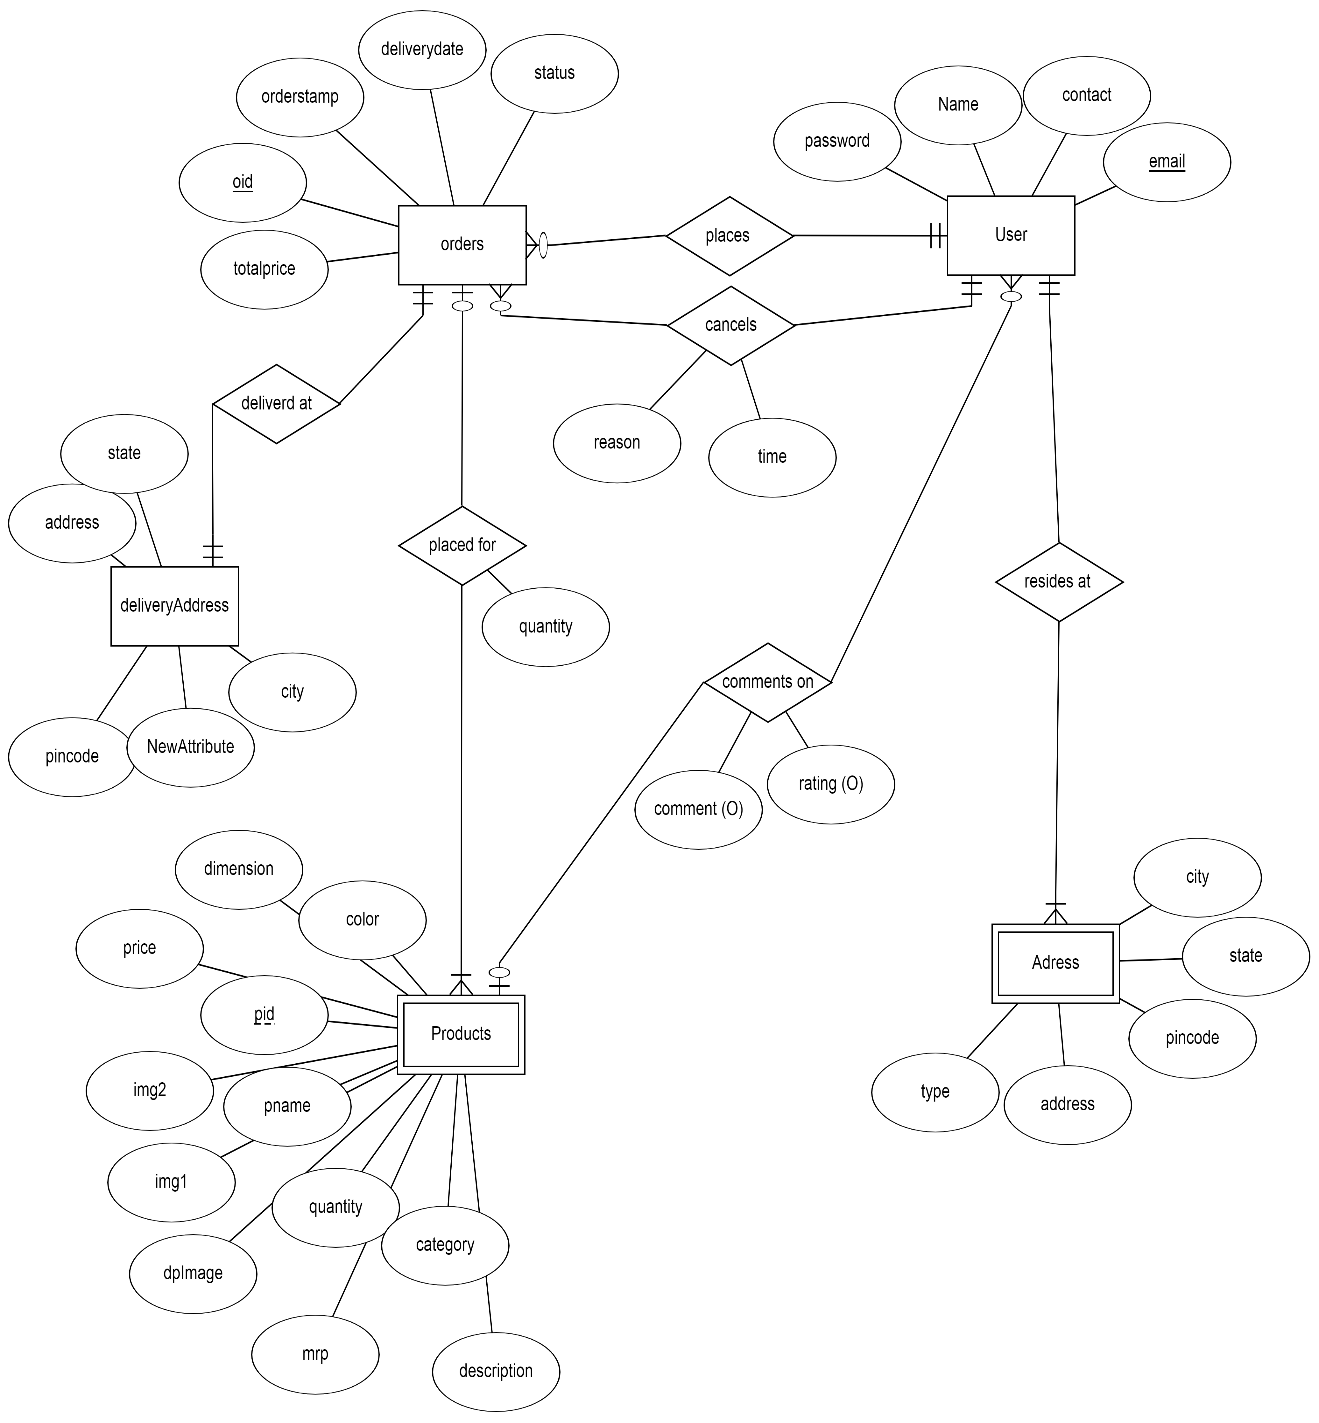 deliverydate
status
orderstamp
oid
totalprice
orders
places
password
Name
contact
email
User
cancels
reason
time
deliverd at
state
address
deliveryAddress
pincode
NewAttribute
city
placed for
quantity
comments on
comment (O)
rating (O)
resides at
dimension
color
price
pid
Products
img2
pname
img1
quantity
dpImage
category
mrp
description
city
state
Adress
pincode
type
address